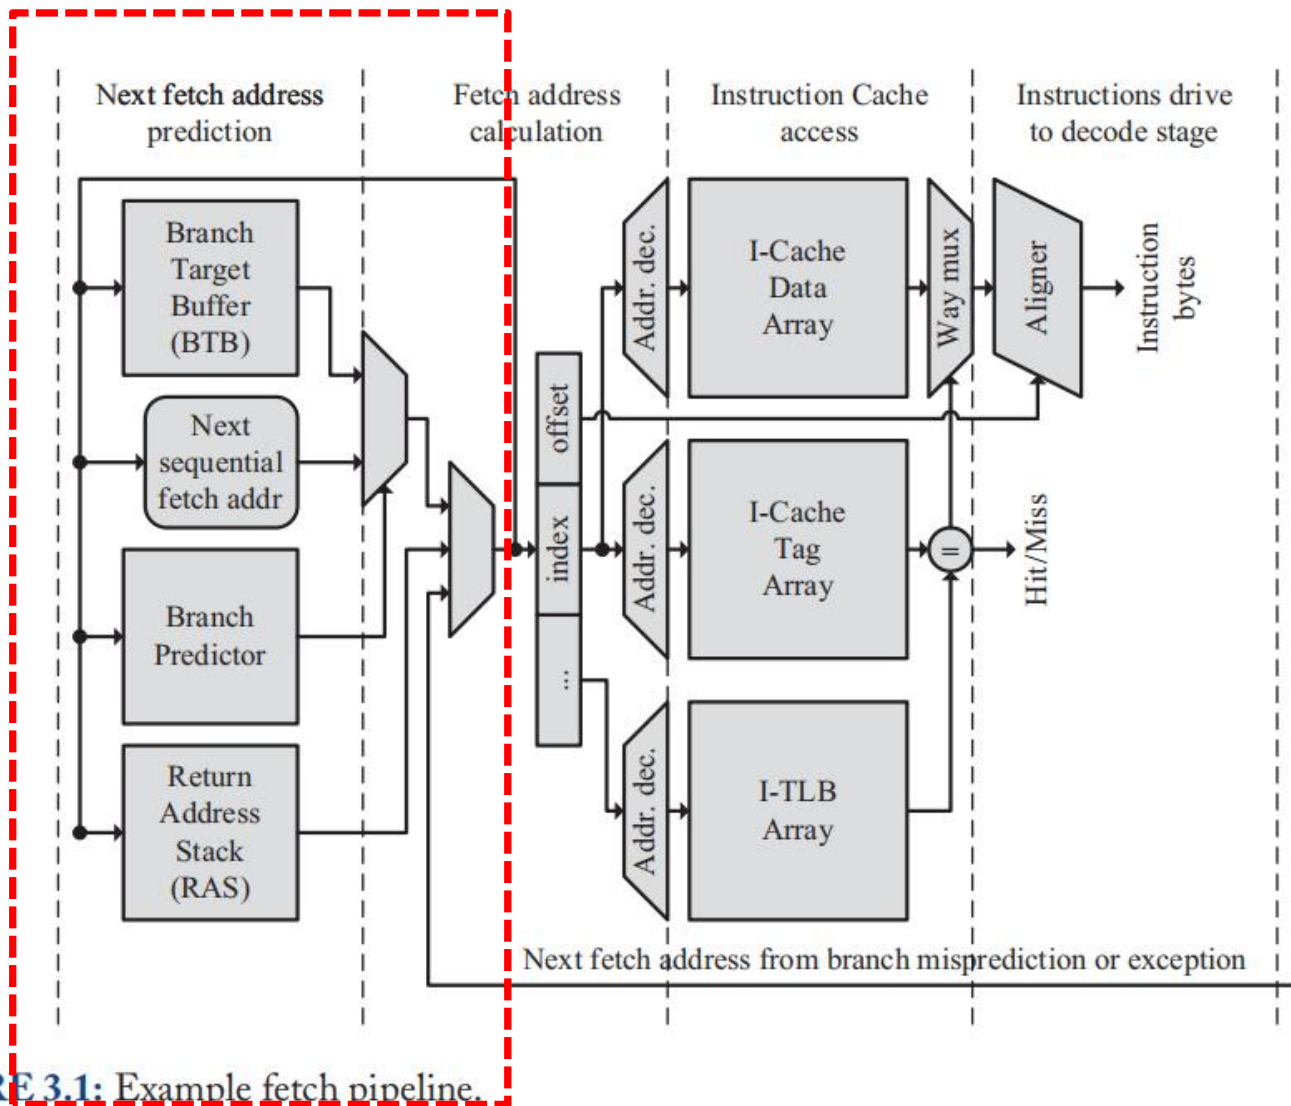 Next fetch address
prediction
Fetch address
calculation
Instruction Cache
access
Instructions drive
to decode stage
Branch
Target
Buffer
(BTB)
Next
sequential
fetch addr
Branch
Predictor
Return
Address
Stack
(RAS)
offset
index
...
Addr. dec.
I-Cache
Data
Array
Way mux
Aligner
Instruction
bytes
Addr. dec.
I-Cache
Tag
Array
=
Hit/Miss
Addr. dec.
I-TLB
Array
Next fetch address from branch misprediction or exception
RE 3.1: Example fetch pipeline.